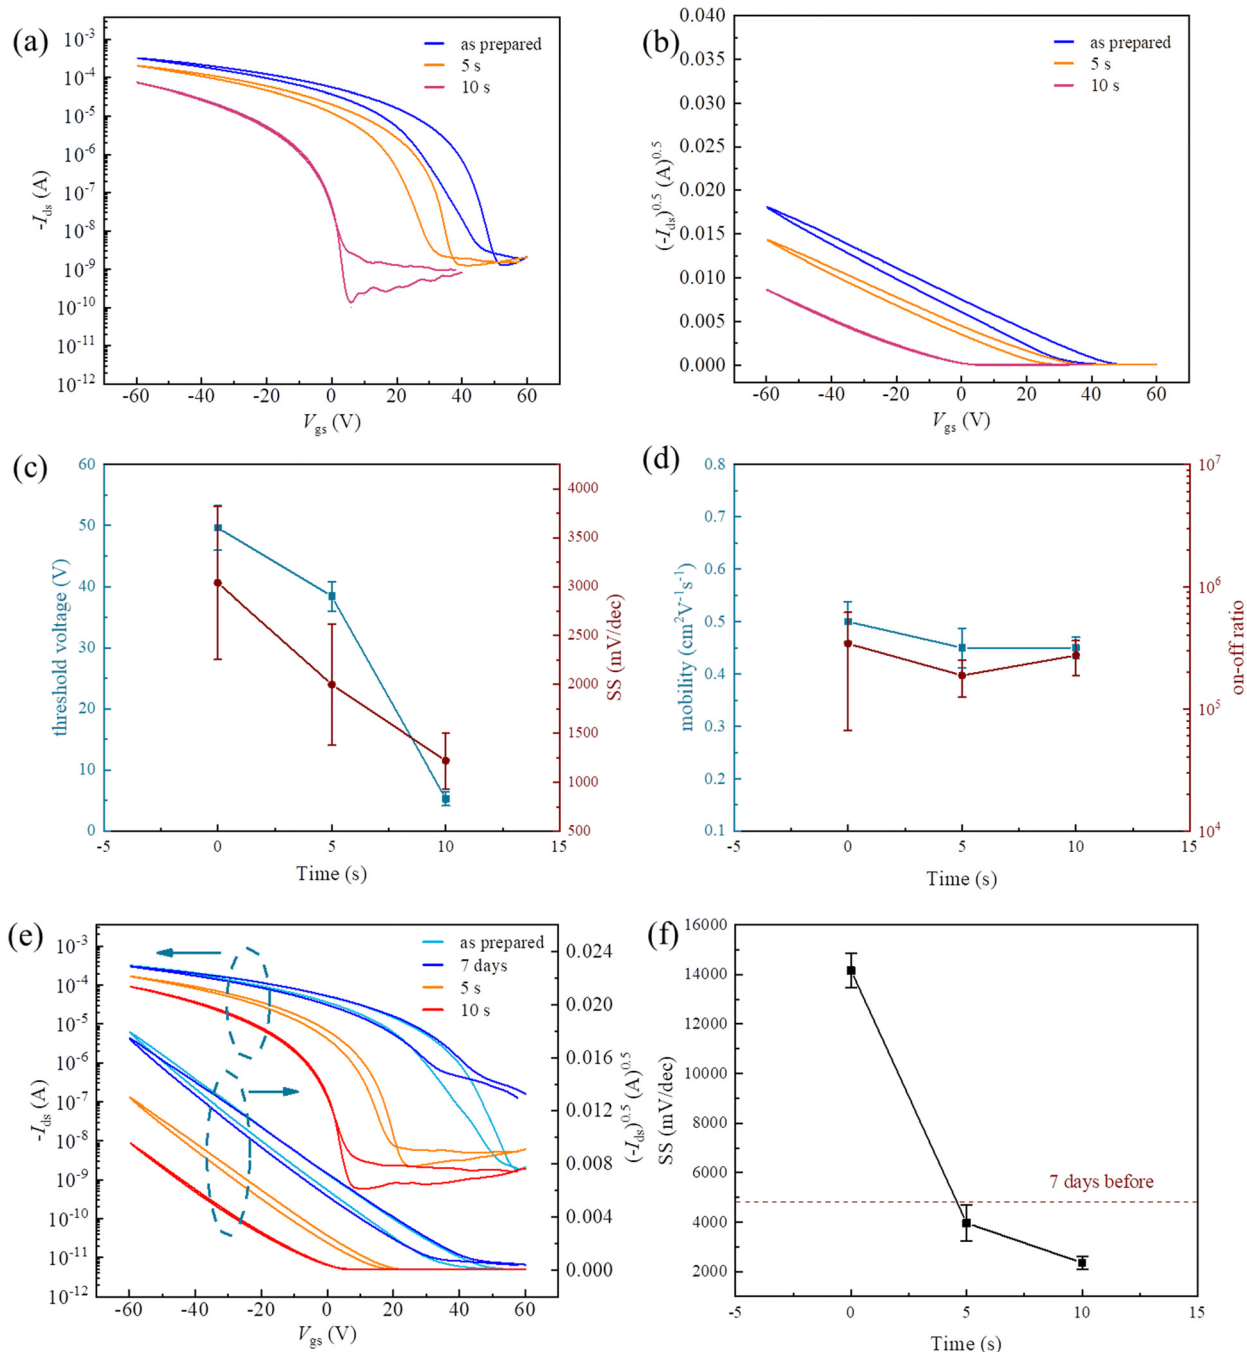 (a)
10⁻³
10⁻⁴
10⁻⁵
10⁻⁶
10⁻⁷
10⁻⁸
10⁻⁹
10⁻¹⁰
10⁻¹¹
10⁻¹²
-I_ds (A)
as prepared
5 s
10 s
-60 -40 -20 0 20 40 60
V_gs (V)
(b)
0.040
0.035
0.030
0.025
0.020
0.015
0.010
0.005
0.000
(-I_ds)^0.5 (A)^0.5
as prepared
5 s
10 s
-60 -40 -20 0 20 40 60
V_gs (V)
(c)
60
50
40
30
20
10
0
threshold voltage (V)
4000
3500
3000
2500
2000
1500
1000
500
SS (mV/dec)
-5 0 5 10 15
Time (s)
(d)
0.8
0.7
0.6
0.5
0.4
0.3
0.2
0.1
mobility (cm²V⁻¹s⁻¹)
10⁷
10⁶
10⁵
10⁴
on-off ratio
-5 0 5 10 15
Time (s)
(e)
10⁻³
10⁻⁴
10⁻⁵
10⁻⁶
10⁻⁷
10⁻⁸
10⁻⁹
10⁻¹⁰
10⁻¹¹
10⁻¹²
-I_ds (A)
as prepared
7 days
5 s
10 s
0.024
0.020
0.016
0.012
0.008
0.004
0.000
(-I_ds)^0.5 (A)^0.5
-60 -40 -20 0 20 40 60
V_gs (V)
(f)
16000
14000
12000
10000
8000
6000
4000
2000
SS (mV/dec)
7 days before
-5 0 5 10 15
Time (s)